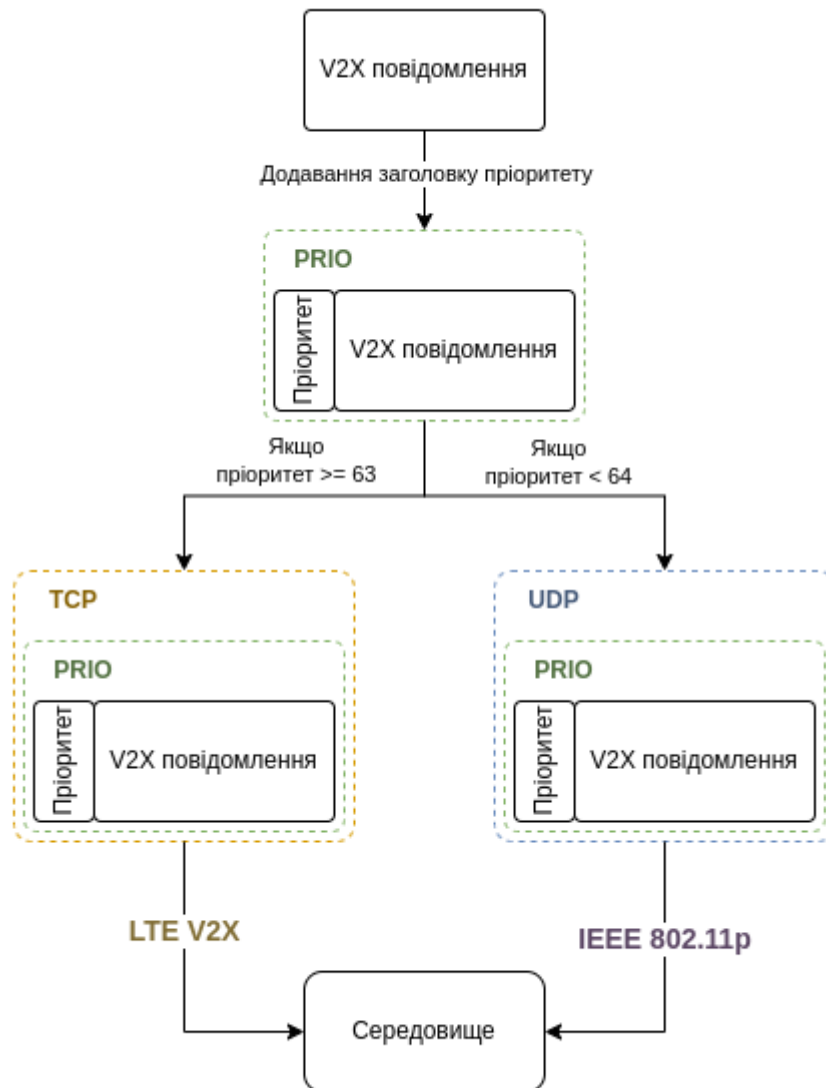 V2X повідомлення
Додавання заголовку пріоритету
PRIO
Пріоритет
V2X повідомлення
Якщо
пріоритет >= 63
Якщо
пріоритет < 64
TCP
PRIO
Пріоритет
V2X повідомлення
UDP
PRIO
Пріоритет
V2X повідомлення
LTE V2X
IEEE 802.11p
Середовище